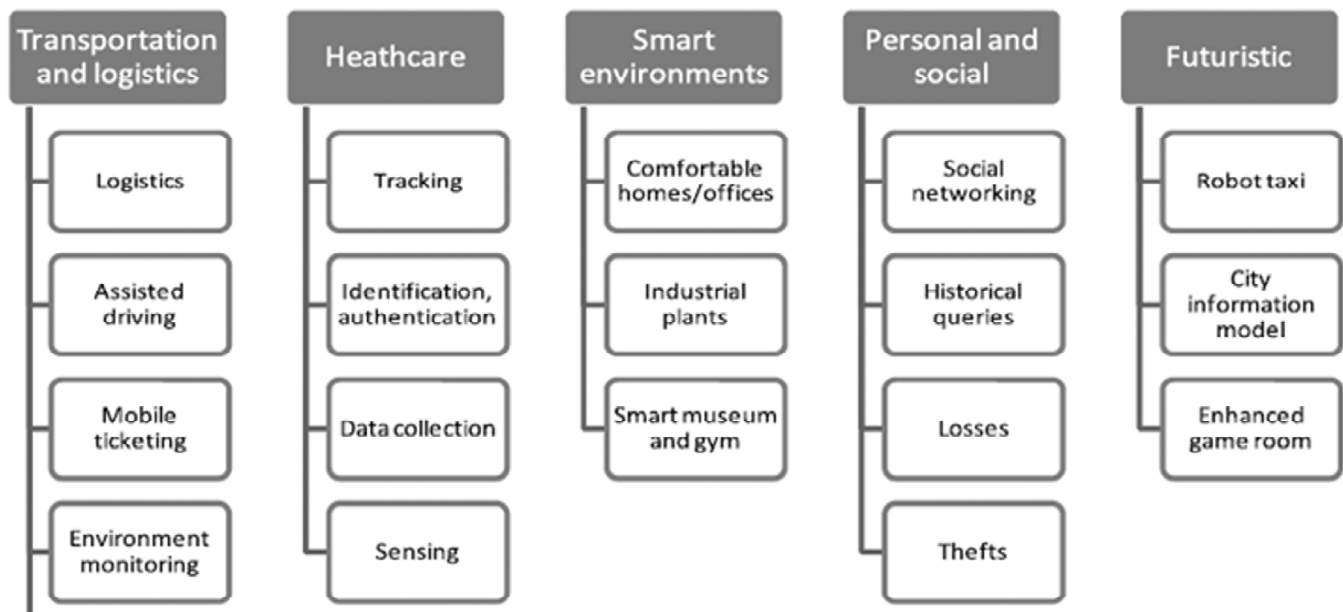 Transportation
and logistics
Logistics
Assisted
driving
Mobile
ticketing
Environment
monitoring
Heathcare
Tracking
Identification,
authentication
Data collection
Sensing
Smart
environments
Comfortable
homes/offices
Industrial
plants
Smart museum
and gym
Personal and
social
Social
networking
Historical
queries
Losses
Thefts
Futuristic
Robot taxi
City
information
model
Enhanced
game room